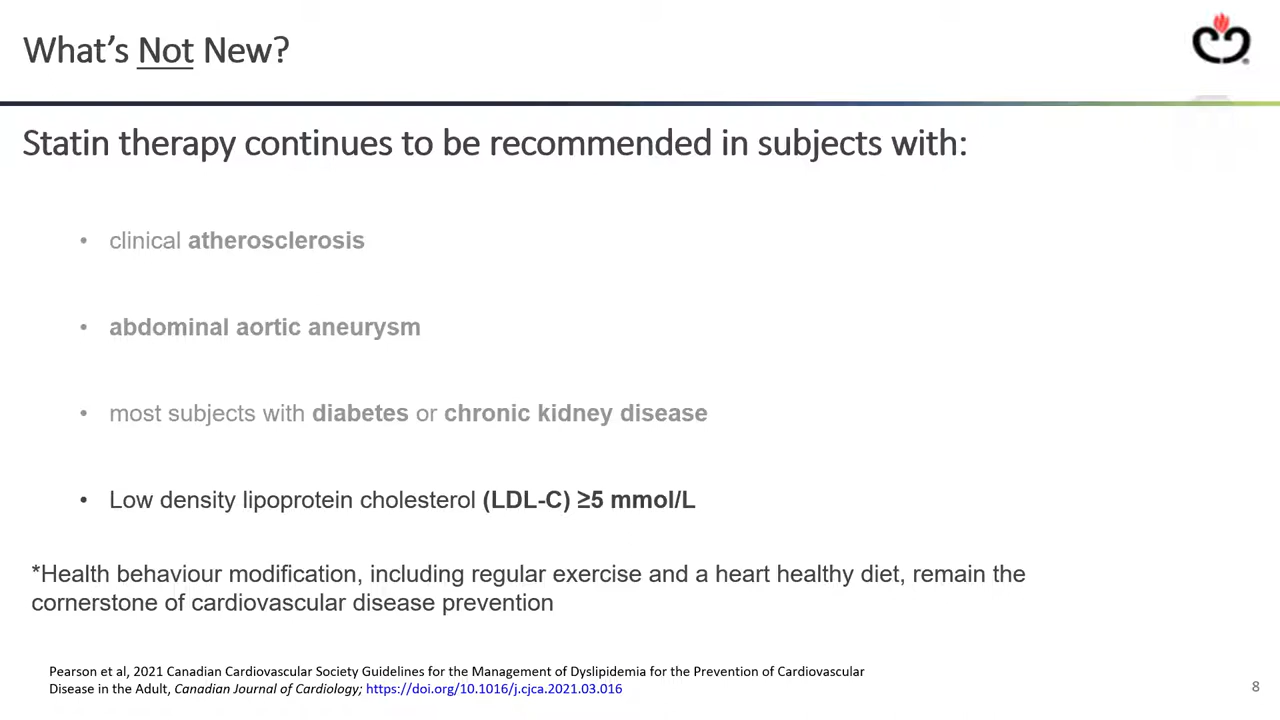 What's Not New?
Statin therapy continues to be recommended in subjects with:
• clinical atherosclerosis
• abdominal aortic aneurysm
• most subjects with diabetes or chronic kidney disease
• Low density lipoprotein cholesterol (LDL-C) ≥5 mmol/L
*Health behaviour modification, including regular exercise and a heart healthy diet, remain the
cornerstone of cardiovascular disease prevention
Pearson et al, 2021 Canadian Cardiovascular Society Guidelines for the Management of Dyslipidemia for the Prevention of Cardiovascular
Disease in the Adult, Canadian Journal of Cardiology; https://doi.org/10.1016/j.cjca.2021.03.016
8